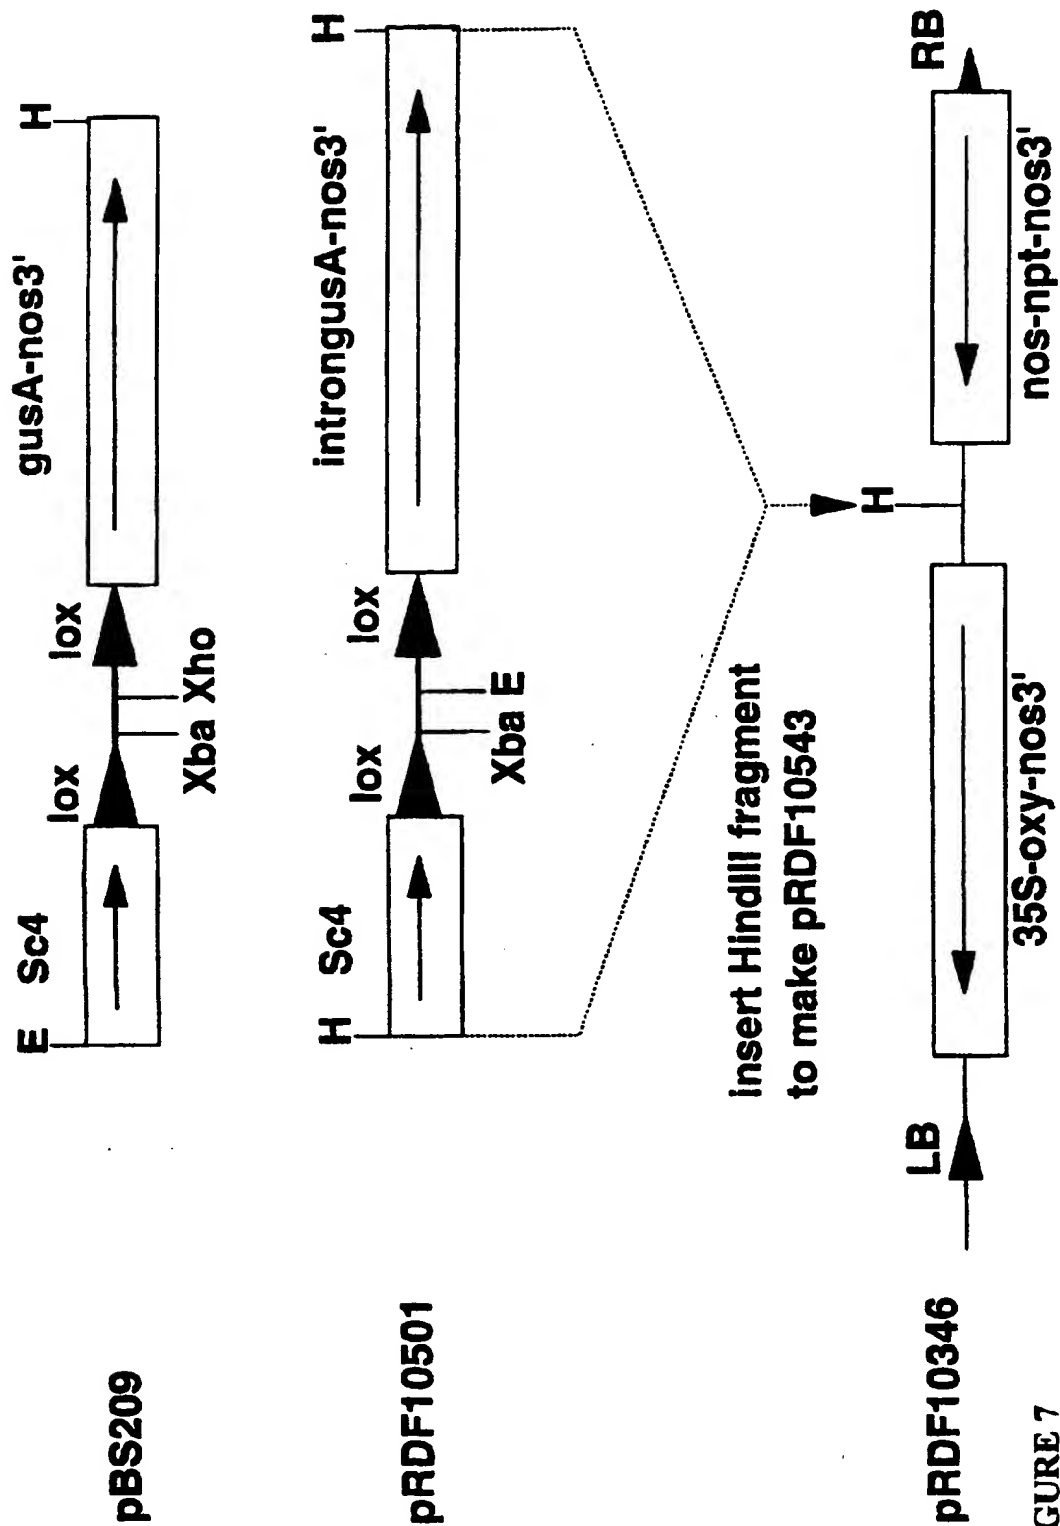 pBS209
E
Sc4
lox
Xba
Xho
lox
gusA-nos3'
H
pRDF10501
H
Sc4
lox
Xba
E
lox
introngusA-nos3'
H
insert HindIII fragment
to make pRDF10543
pRDF10346
LB
35S-oxy-nos3'
H
nos-npt-nos3'
RB
GURE 7